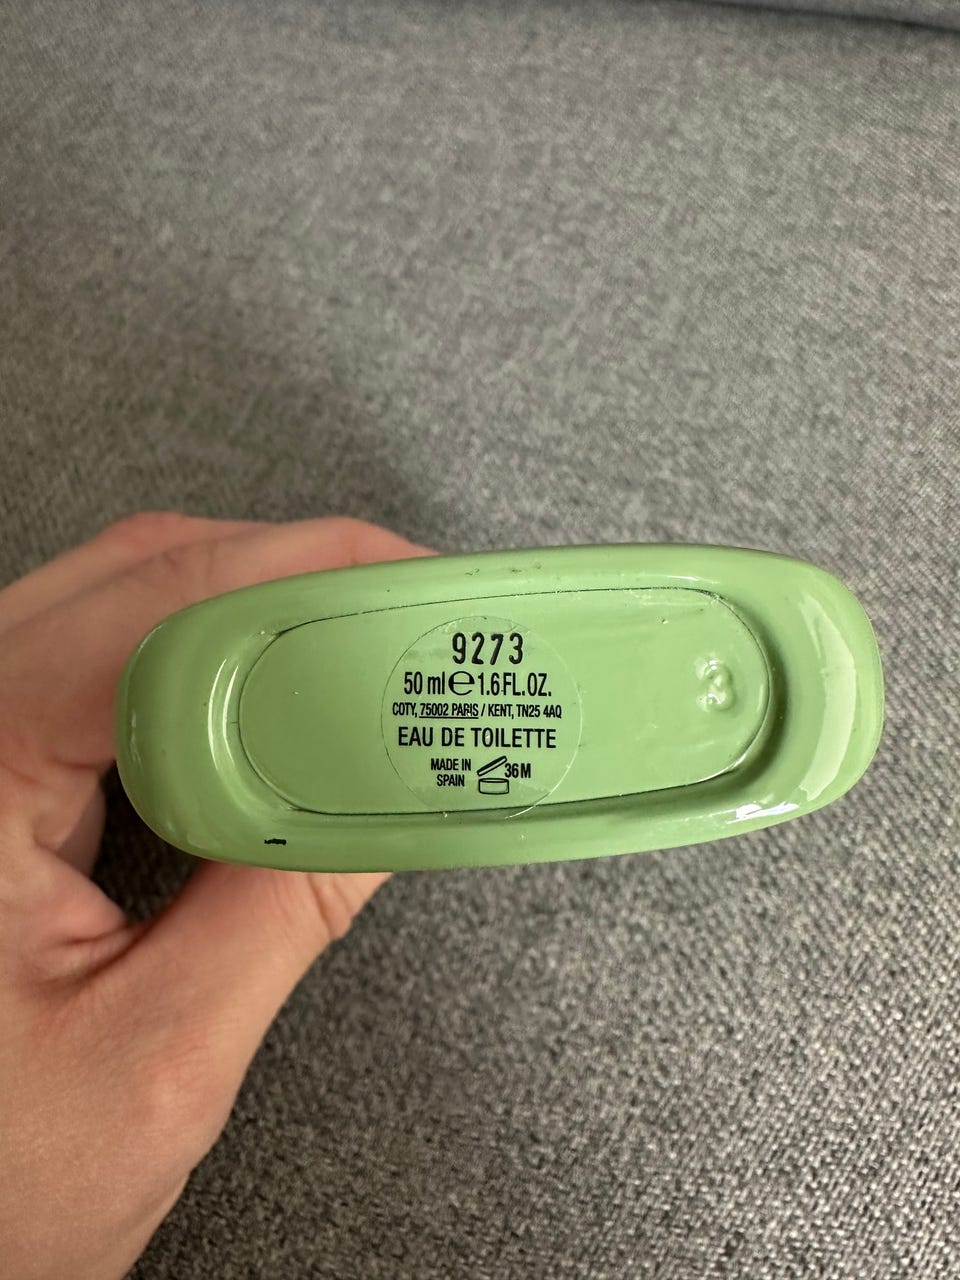 9273
50 ml ℮ 1.6 FL. OZ.
COTY, 75002 PARIS / KENT, TN25 4AQ
EAU DE TOILETTE
MADE IN
SPAIN
36 M